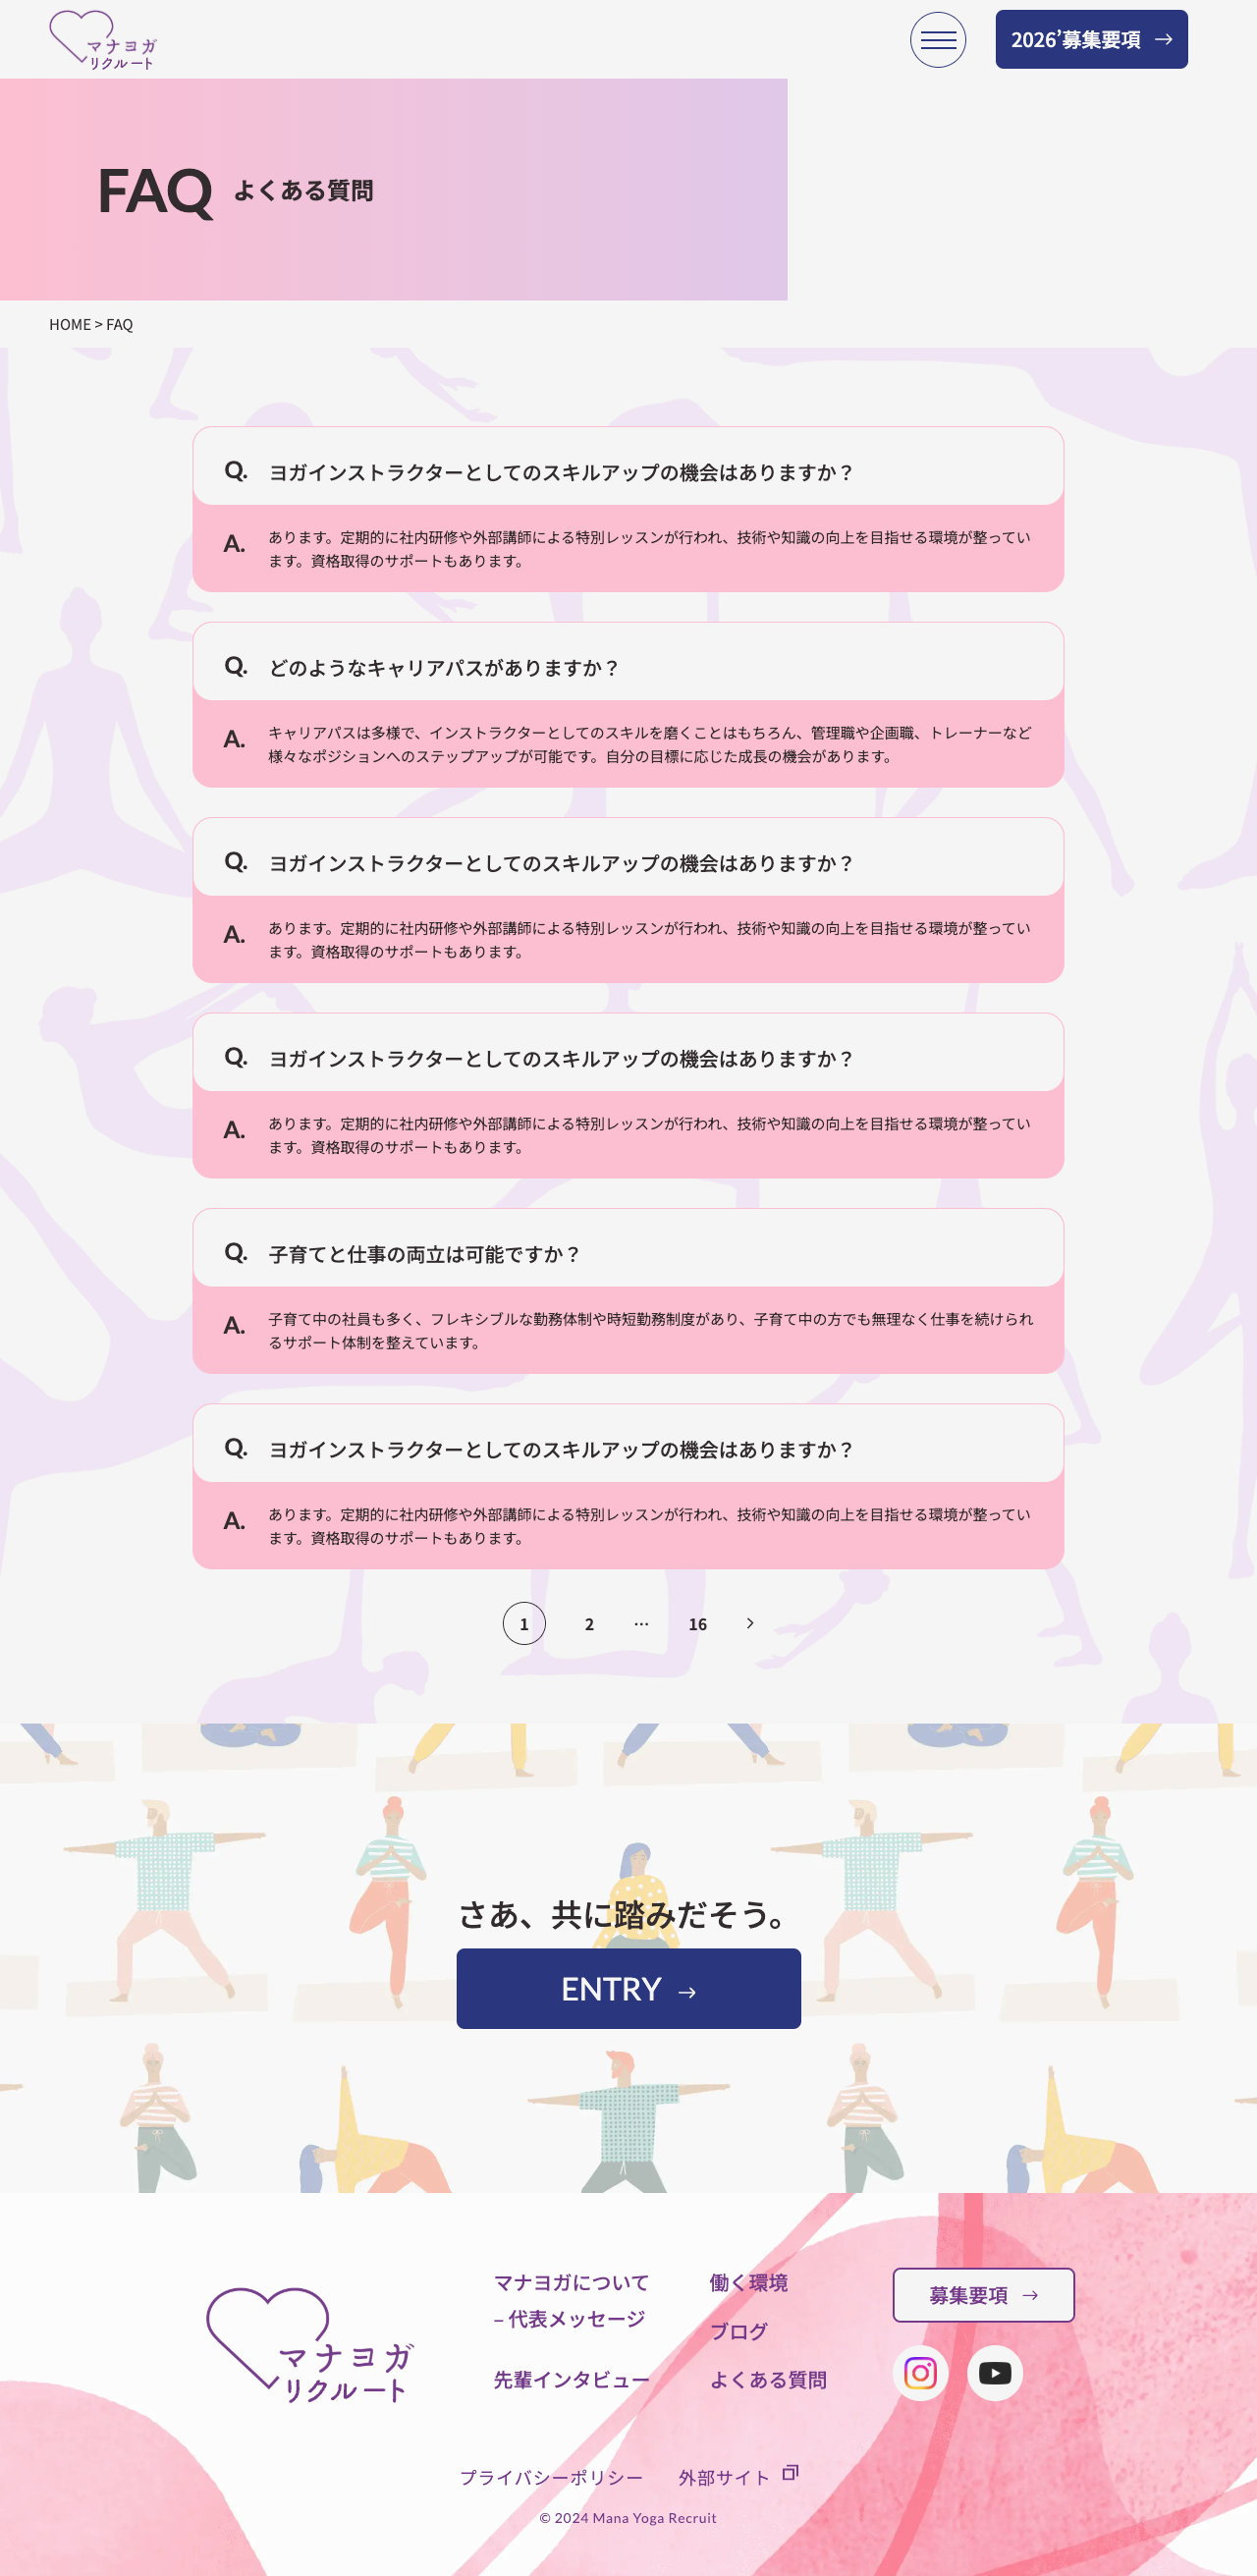 マナヨガ
リクルート
2026’募集要項 →
FAQ よくある質問
HOME > FAQ
Q. ヨガインストラクターとしてのスキルアップの機会はありますか？
A. あります。定期的に社内研修や外部講師による特別レッスンが行われ、技術や知識の向上を目指せる環境が整ってい
ます。資格取得のサポートもあります。
Q. どのようなキャリアパスがありますか？
A. キャリアパスは多様で、インストラクターとしてのスキルを磨くことはもちろん、管理職や企画職、トレーナーなど
様々なポジションへのステップアップが可能です。自分の目標に応じた成長の機会があります。
Q. ヨガインストラクターとしてのスキルアップの機会はありますか？
A. あります。定期的に社内研修や外部講師による特別レッスンが行われ、技術や知識の向上を目指せる環境が整ってい
ます。資格取得のサポートもあります。
Q. ヨガインストラクターとしてのスキルアップの機会はありますか？
A. あります。定期的に社内研修や外部講師による特別レッスンが行われ、技術や知識の向上を目指せる環境が整ってい
ます。資格取得のサポートもあります。
Q. 子育てと仕事の両立は可能ですか？
A. 子育て中の社員も多く、フレキシブルな勤務体制や時短勤務制度があり、子育て中の方でも無理なく仕事を続けられ
るサポート体制を整えています。
Q. ヨガインストラクターとしてのスキルアップの機会はありますか？
A. あります。定期的に社内研修や外部講師による特別レッスンが行われ、技術や知識の向上を目指せる環境が整ってい
ます。資格取得のサポートもあります。
1 2 … 16 >
さあ、共に踏みだそう。
ENTRY →
マナヨガ
リクルート
マナヨガについて
– 代表メッセージ
先輩インタビュー
働く環境
ブログ
よくある質問
募集要項 →
プライバシーポリシー 外部サイト
© 2024 Mana Yoga Recruit